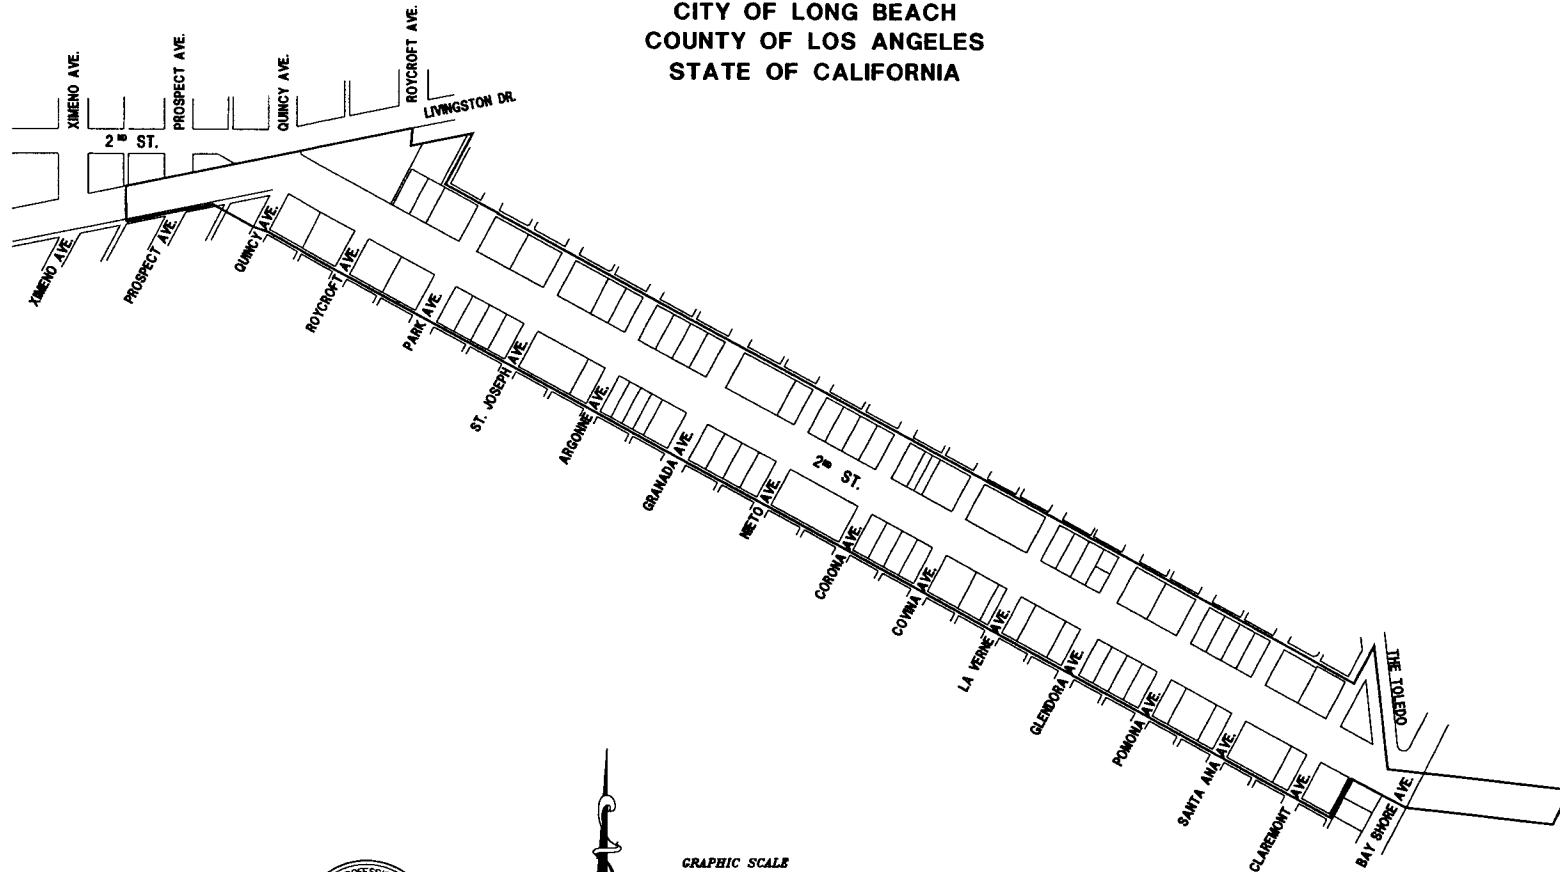 CITY OF LONG BEACH
COUNTY OF LOS ANGELES
STATE OF CALIFORNIA
XIMENO AVE.
PROSPECT AVE.
QUINCY AVE.
ROYCROFT AVE.
LIVINGSTON DR.
2ND ST.
XIMENO AVE.
PROSPECT AVE.
QUINCY AVE.
ROYCROFT AVE.
PARK AVE.
ST. JOSEPH AVE.
ARGONNE AVE.
GRANADA AVE.
NIETO AVE.
2ND ST.
CORONA AVE.
COVINA AVE.
LA VERNE AVE.
GLENDORA AVE.
POMONA AVE.
SANTA ANA AVE.
CLAREMONT AVE.
BAY SHORE AVE.
THE TOLEDO
GRAPHIC SCALE